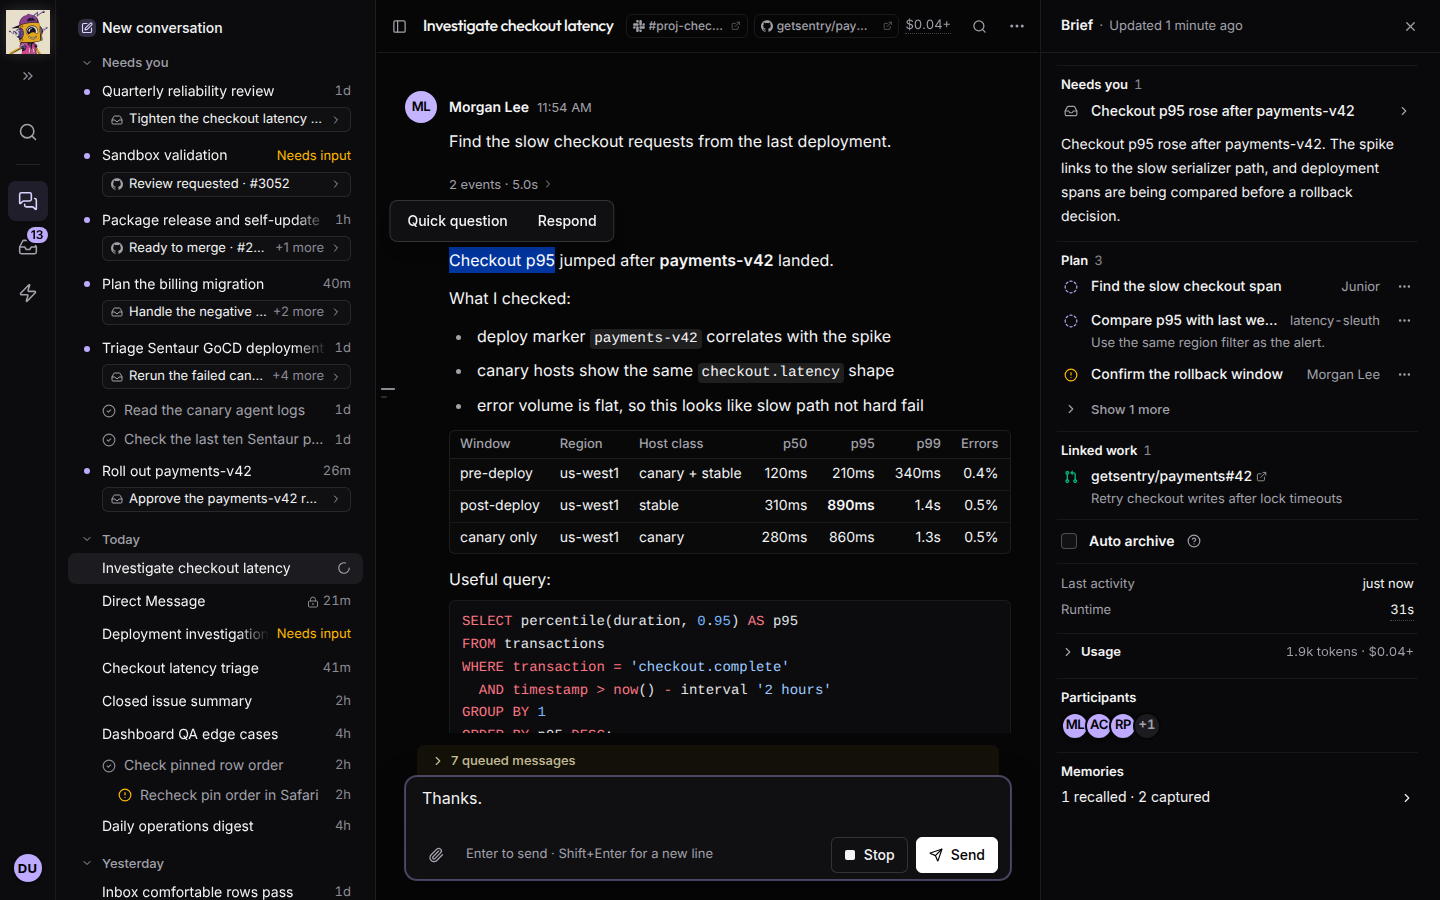 New conversation
Needs you
Quarterly reliability review 1d
Tighten the checkout latency ...
Sandbox validation Needs input
Review requested · #3052
Package release and self-update 1h
Ready to merge · #2... +1 more
Plan the billing migration 40m
Handle the negative ... +2 more
Triage Sentaur GoCD deployment 1d
Rerun the failed can... +4 more
Read the canary agent logs 1d
Check the last ten Sentaur p... 1d
Roll out payments-v42 26m
Approve the payments-v42 r...
Today
Investigate checkout latency
Direct Message 21m
Deployment investigation Needs input
Checkout latency triage 41m
Closed issue summary 2h
Dashboard QA edge cases 4h
Check pinned row order 2h
Recheck pin order in Safari 2h
Daily operations digest 4h
Yesterday
Inbox comfortable rows pass 1d
13
DU
Investigate checkout latency #proj-chec... getsentry/pay... $0.04+
ML Morgan Lee 11:54 AM
Find the slow checkout requests from the last deployment.
2 events · 5.0s
Quick question Respond
Checkout p95 jumped after payments-v42 landed.
What I checked:
• deploy marker payments-v42 correlates with the spike
• canary hosts show the same checkout.latency shape
• error volume is flat, so this looks like slow path not hard fail
Window Region Host class p50 p95 p99 Errors
pre-deploy us-west1 canary + stable 120ms 210ms 340ms 0.4%
post-deploy us-west1 stable 310ms 890ms 1.4s 0.5%
canary only us-west1 canary 280ms 860ms 1.3s 0.5%
Useful query:
SELECT percentile(duration, 0.95) AS p95
FROM transactions
WHERE transaction = 'checkout.complete'
AND timestamp > now() - interval '2 hours'
GROUP BY 1
ORDER BY p95 DESC;
7 queued messages
Thanks.
Enter to send · Shift+Enter for a new line Stop Send
Brief · Updated 1 minute ago
Needs you 1
Checkout p95 rose after payments-v42
Checkout p95 rose after payments-v42. The spike
links to the slow serializer path, and deployment
spans are being compared before a rollback
decision.
Plan 3
Find the slow checkout span Junior
Compare p95 with last we... latency-sleuth
Use the same region filter as the alert.
Confirm the rollback window Morgan Lee
Show 1 more
Linked work 1
getsentry/payments#42
Retry checkout writes after lock timeouts
Auto archive
Last activity just now
Runtime 31s
Usage 1.9k tokens · $0.04+
Participants
ML AC RP +1
Memories
1 recalled · 2 captured